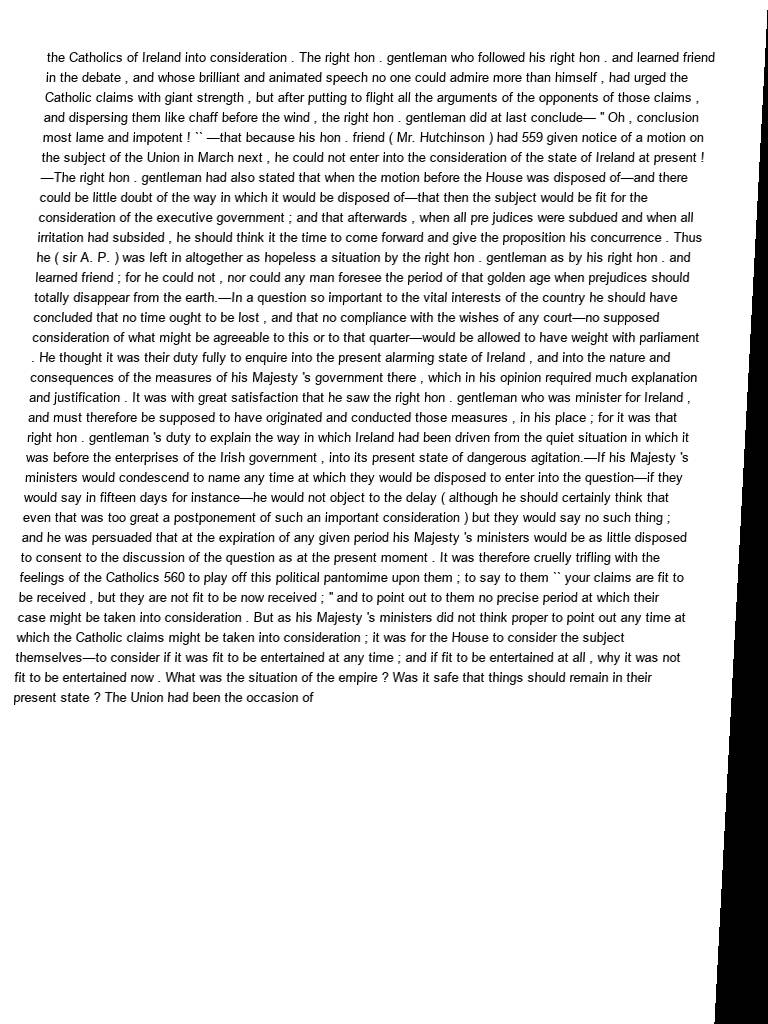 the Catholics of Ireland into consideration . The right hon . gentleman who followed his right hon . and learned friend
in the debate , and whose brilliant and animated speech no one could admire more than himself , had urged the
Catholic claims with giant strength , but after putting to flight all the arguments of the opponents of those claims ,
and dispersing them like chaff before the wind , the right hon . gentleman did at last conclude— " Oh , conclusion
most lame and impotent ! `` —that because his hon . friend ( Mr. Hutchinson ) had 559 given notice of a motion on
the subject of the Union in March next , he could not enter into the consideration of the state of Ireland at present !
—The right hon . gentleman had also stated that when the motion before the House was disposed of—and there
could be little doubt of the way in which it would be disposed of—that then the subject would be fit for the
consideration of the executive government ; and that afterwards , when all pre judices were subdued and when all
irritation had subsided , he should think it the time to come forward and give the proposition his concurrence . Thus
he ( sir A. P. ) was left in altogether as hopeless a situation by the right hon . gentleman as by his right hon . and
learned friend ; for he could not , nor could any man foresee the period of that golden age when prejudices should
totally disappear from the earth.—In a question so important to the vital interests of the country he should have
concluded that no time ought to be lost , and that no compliance with the wishes of any court—no supposed
consideration of what might be agreeable to this or to that quarter—would be allowed to have weight with parliament
. He thought it was their duty fully to enquire into the present alarming state of Ireland , and into the nature and
consequences of the measures of his Majesty 's government there , which in his opinion required much explanation
and justification . It was with great satisfaction that he saw the right hon . gentleman who was minister for Ireland ,
and must therefore be supposed to have originated and conducted those measures , in his place ; for it was that
right hon . gentleman 's duty to explain the way in which Ireland had been driven from the quiet situation in which it
was before the enterprises of the Irish government , into its present state of dangerous agitation.—If his Majesty 's
ministers would condescend to name any time at which they would be disposed to enter into the question—if they
would say in fifteen days for instance—he would not object to the delay ( although he should certainly think that
even that was too great a postponement of such an important consideration ) but they would say no such thing ;
and he was persuaded that at the expiration of any given period his Majesty 's ministers would be as little disposed
to consent to the discussion of the question as at the present moment . It was therefore cruelly trifling with the
feelings of the Catholics 560 to play off this political pantomime upon them ; to say to them `` your claims are fit to
be received , but they are not fit to be now received ; " and to point out to them no precise period at which their
case might be taken into consideration . But as his Majesty 's ministers did not think proper to point out any time at
which the Catholic claims might be taken into consideration ; it was for the House to consider the subject
themselves—to consider if it was fit to be entertained at any time ; and if fit to be entertained at all , why it was not
fit to be entertained now . What was the situation of the empire ? Was it safe that things should remain in their
present state ? The Union had been the occasion of